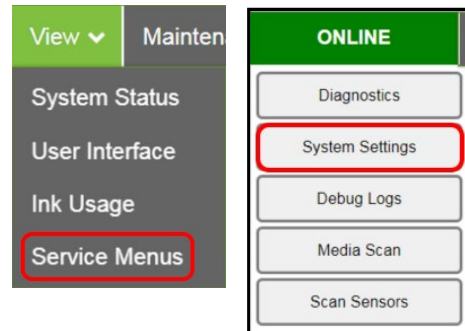 View Mainten
System Status
User Interface
Ink Usage
Service Menus
ONLINE
Diagnostics
System Settings
Debug Logs
Media Scan
Scan Sensors